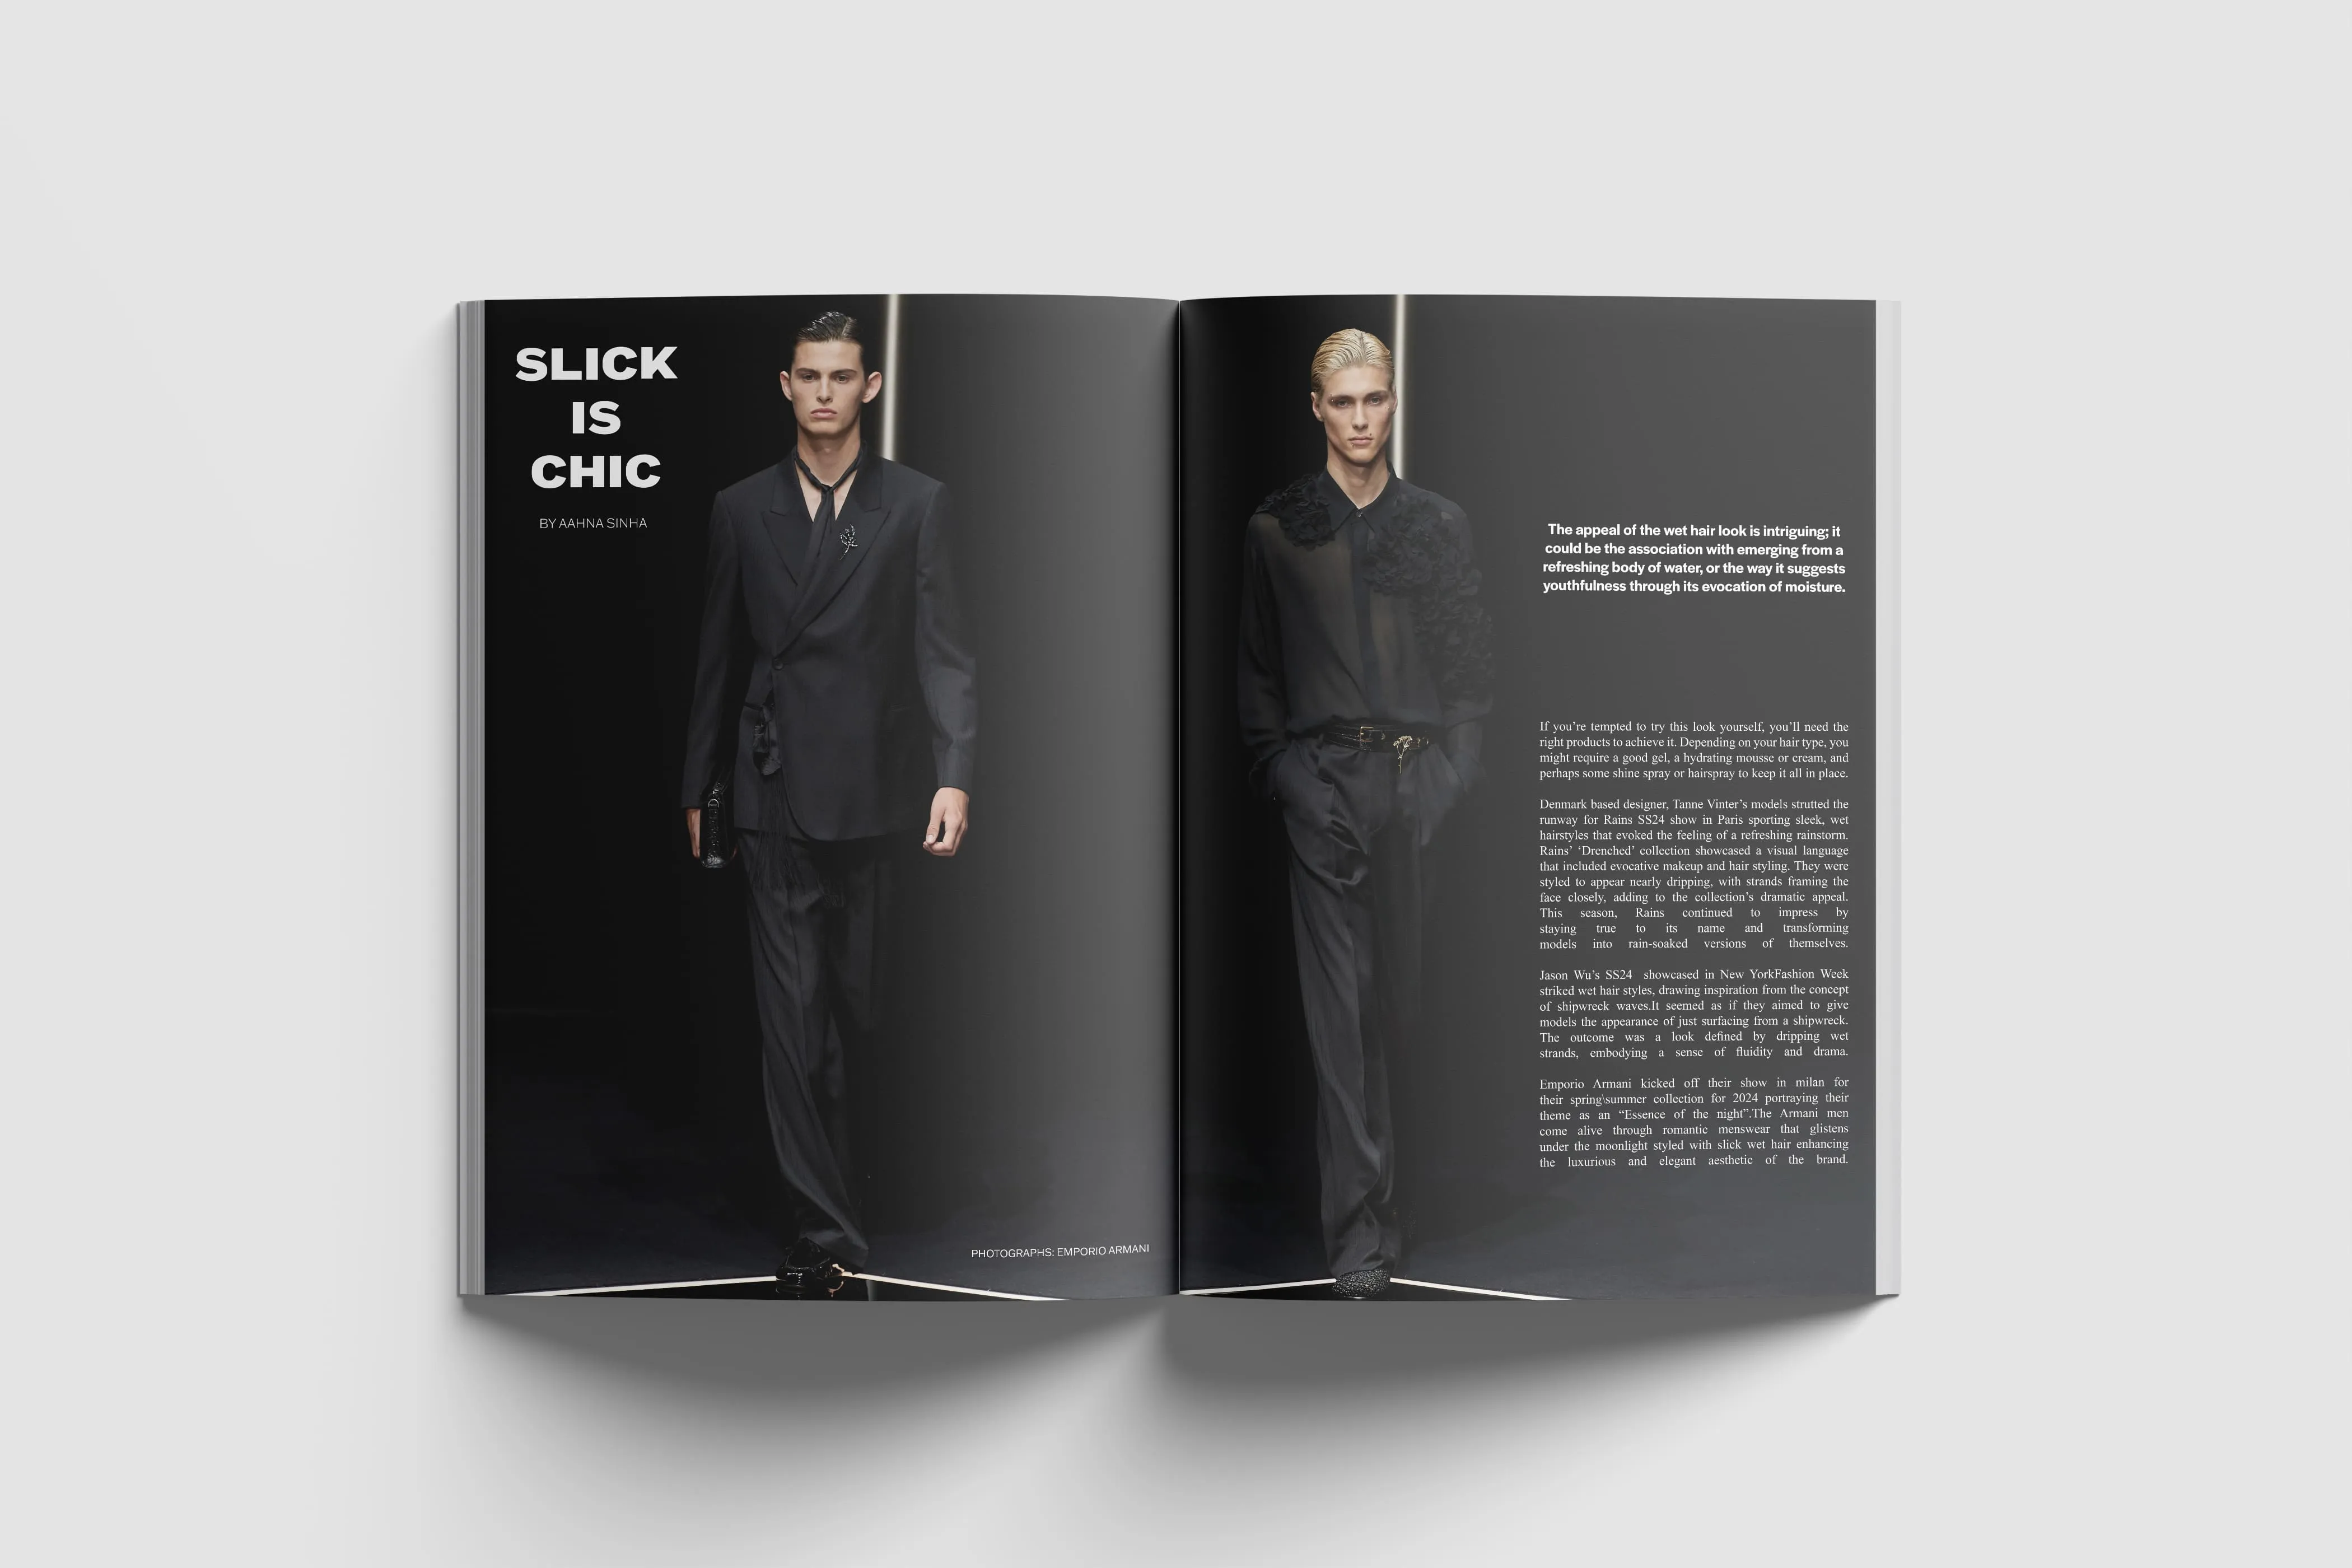 SLICK
IS
CHIC
BY AAHNA SINHA
PHOTOGRAPHS: EMPORIO ARMANI
The appeal of the wet hair look is intriguing; it
could be the association with emerging from a
refreshing body of water, or the way it suggests
youthfulness through its evocation of moisture.
If you’re tempted to try this look yourself, you’ll need the
right products to achieve it. Depending on your hair type, you
might require a good gel, a hydrating mousse or cream, and
perhaps some shine spray or hairspray to keep it all in place.
Denmark based designer, Tanne Vinter’s models strutted the
runway for Rains SS24 show in Paris sporting sleek, wet
hairstyles that evoked the feeling of a refreshing rainstorm.
Rains’ ‘Drenched’ collection showcased a visual language
that included evocative makeup and hair styling. They were
styled to appear nearly dripping, with strands framing the
face closely, adding to the collection’s dramatic appeal.
This season, Rains continued to impress by
staying true to its name and transforming
models into rain-soaked versions of themselves.
Jason Wu’s SS24 showcased in New YorkFashion Week
striked wet hair styles, drawing inspiration from the concept
of shipwreck waves.It seemed as if they aimed to give
models the appearance of just surfacing from a shipwreck.
The outcome was a look defined by dripping wet
strands, embodying a sense of fluidity and drama.
Emporio Armani kicked off their show in milan for
their spring\summer collection for 2024 portraying their
theme as an “Essence of the night”.The Armani men
come alive through romantic menswear that glistens
under the moonlight styled with slick wet hair enhancing
the luxurious and elegant aesthetic of the brand.